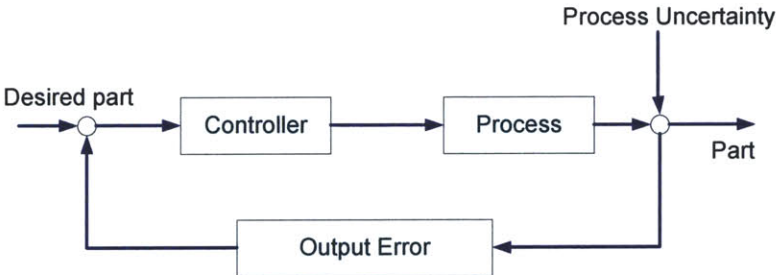 Process Uncertainty
Desired part
Controller
Process
Part
Output Error